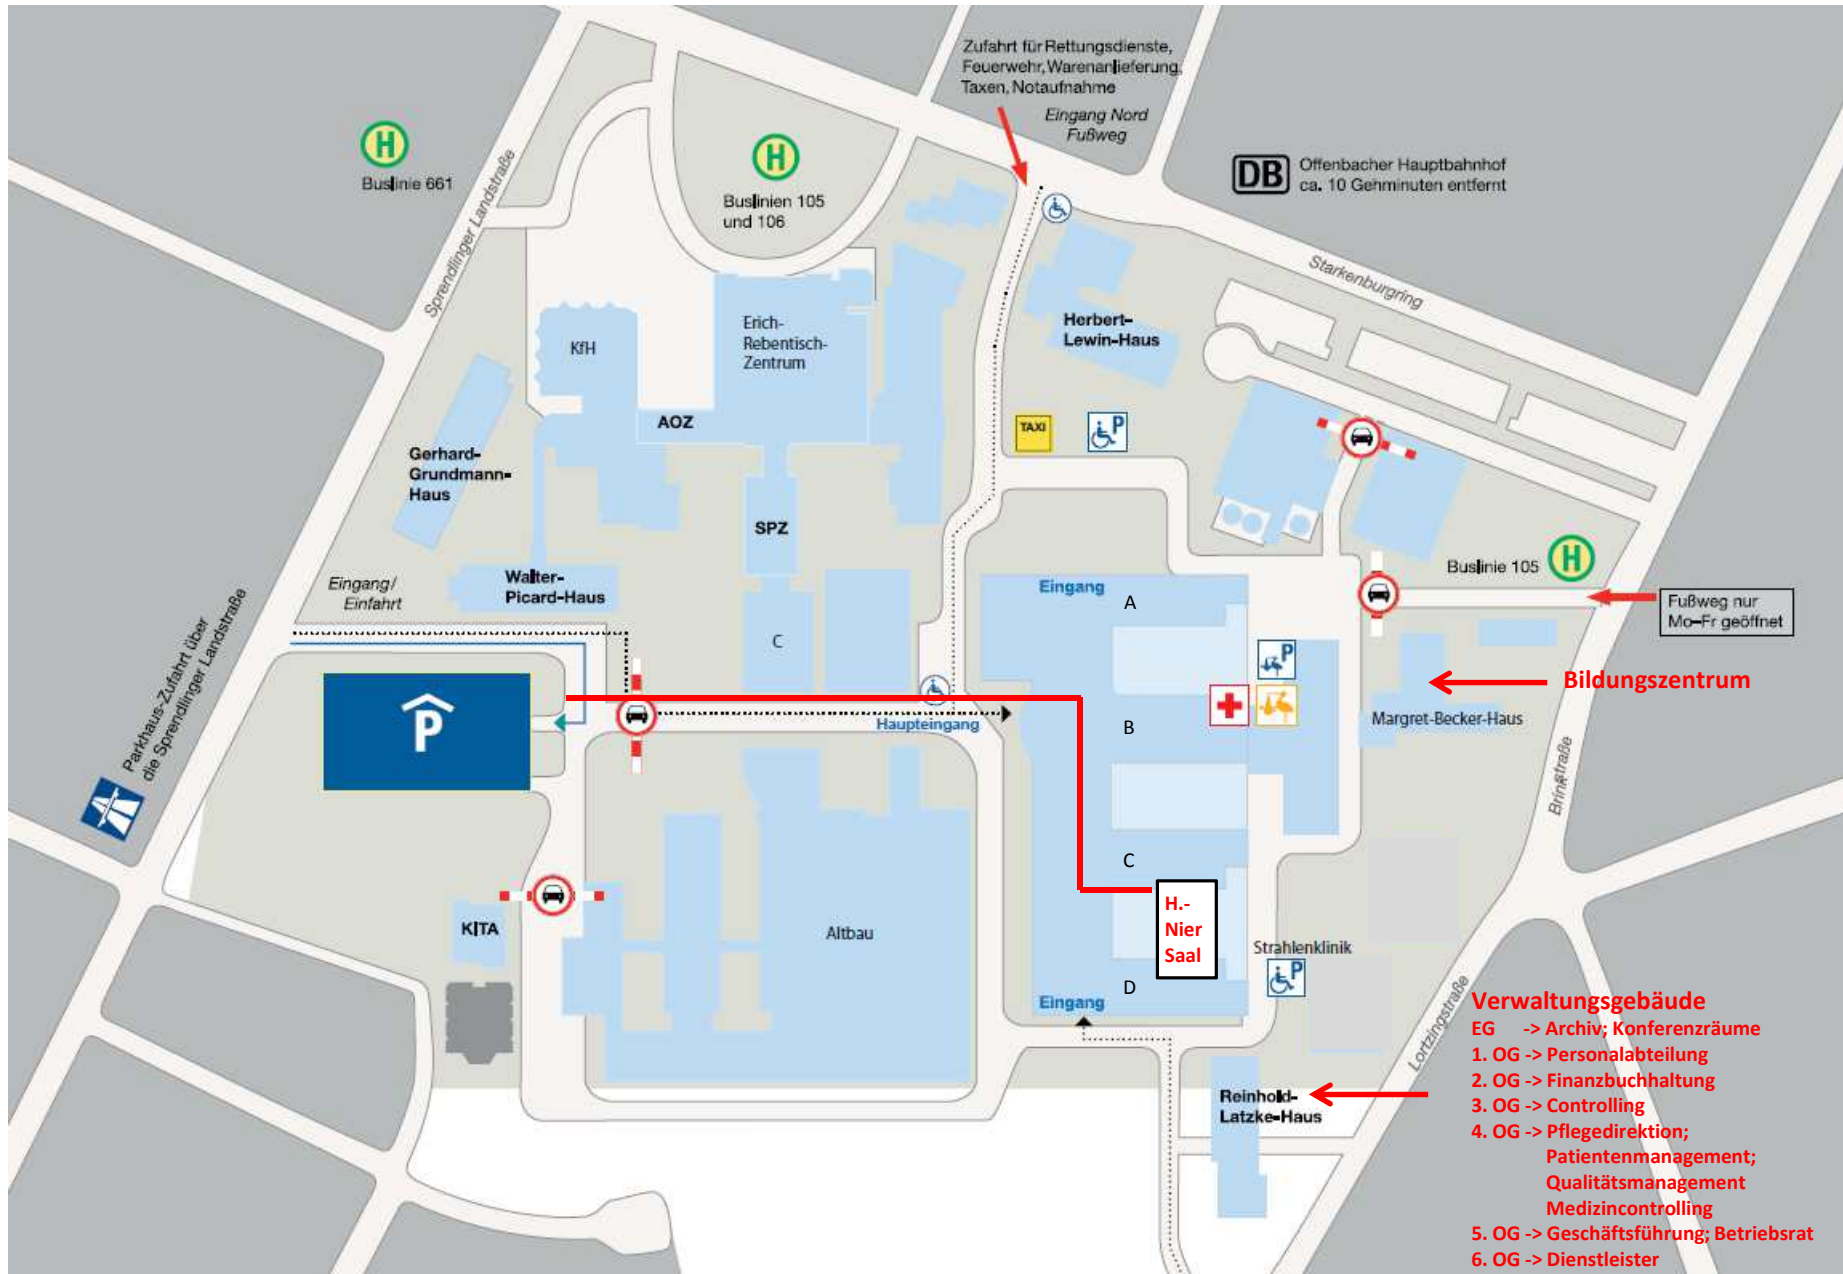 Zufahrt für Rettungsdienste,
Feuerwehr, Warenanlieferung,
Taxen, Notaufnahme
Eingang Nord
Fußweg
H
Buslinie 661
H
Buslinien 105
und 106
DB
Offenbacher Hauptbahnhof
ca. 10 Gehminuten entfernt
Sprendlinger Landstraße
Starkenburgring
KfH
Erich-
Rebentisch-
Zentrum
Herbert-
Lewin-Haus
AOZ
TAXI
P
Gerhard-
Grundmann-
Haus
SPZ
Buslinie 105
H
Eingang/
Einfahrt
Walter-
Picard-Haus
Eingang
A
Fußweg nur
Mo–Fr geöffnet
Parkhaus-Zufahrt über
die Sprendlinger Landstraße
C
P
Bildungszentrum
P
Haupteingang
B
Margret-Becker-Haus
Brinkstraße
C
H.-
Nier
Saal
KITA
Altbau
Strahlenklinik
P
D
Eingang
Lortzingstraße
Verwaltungsgebäude
EG -> Archiv; Konferenzräume
1. OG -> Personalabteilung
2. OG -> Finanzbuchhaltung
3. OG -> Controlling
4. OG -> Pflegedirektion;
Patientenmanagement;
Qualitätsmanagement
Medizincontrolling
5. OG -> Geschäftsführung; Betriebsrat
6. OG -> Dienstleister
Reinhold-
Latzke-Haus